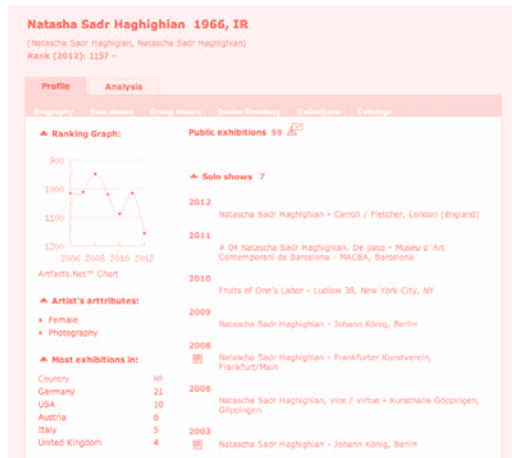 Natasha Sadr Haghighian 1966, IR
(Natascha Sadr Haghigian, Natascha Sadr Haghighian)
Rank (2012): 1157 -
Profile
Analysis
Biography Solo shows Group shows Dealer Directory Collections Catalogs
Ranking Graph:
900
1000
1100
1200
2006 2008 2010 2012
Artfacts.Net™ Chart
Artist's arttributes:
Female
Photography
Most exhibitions in:
Country Nº
Germany 21
USA 10
Austria 6
Italy 5
United Kingdom 4
Public exhibitions 69
Solo shows 7
2012
Natascha Sadr Haghighian - Carroll / Fletcher, London (England)
2011
# 04 Natascha Sadr Haghighian. De paso - Museu d´Art
Contemporani de Barcelona - MACBA, Barcelona
2010
Fruits of One's Labor - Ludlow 38, New York City, NY
2009
Natascha Sadr Haghighian - Johann König, Berlin
2008
Natascha Sadr Haghighian - Frankfurter Kunstverein,
Frankfurt/Main
2006
Natascha Sadr Haghighian, vice / virtue - Kunsthalle Göppingen,
Göppingen
2003
Natascha Sadr Haghighian - Johann König, Berlin